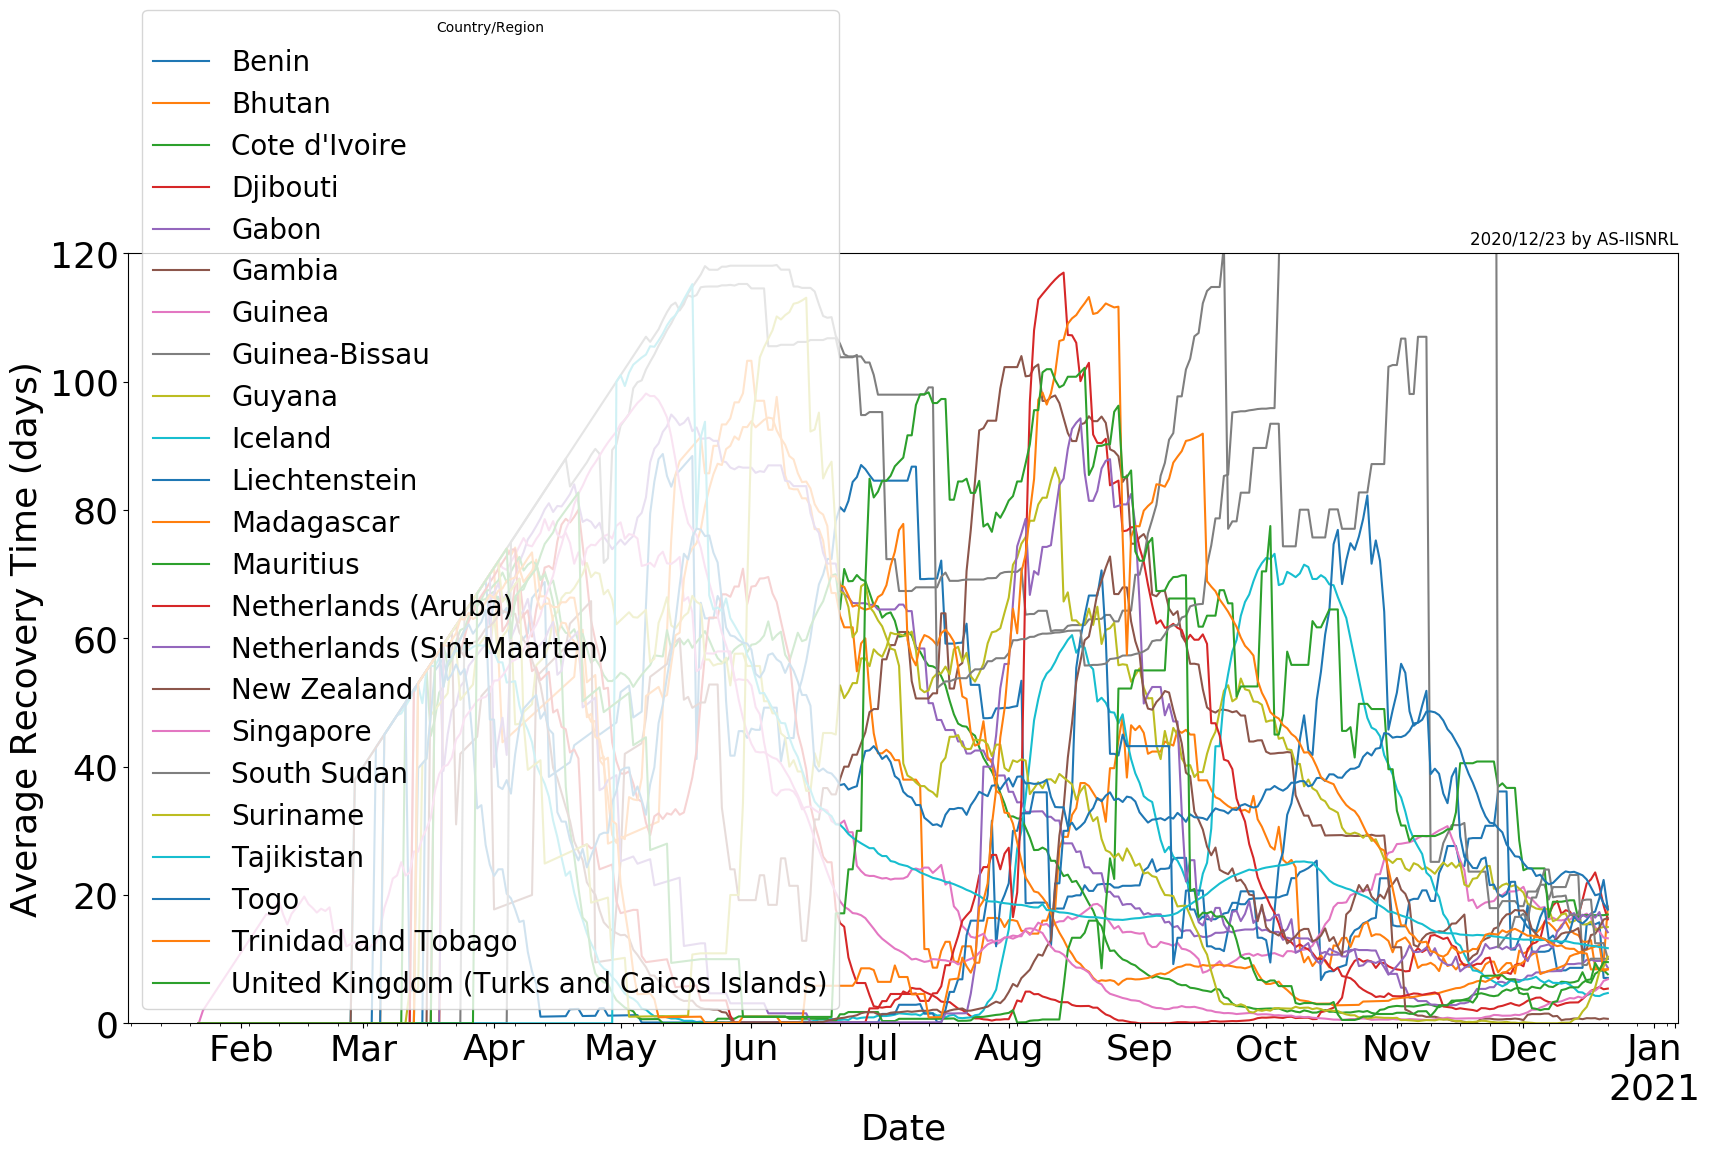 Country/Region
Benin
Bhutan
Cote d'Ivoire
Djibouti
Gabon
Gambia
Guinea
Guinea-Bissau
Guyana
Iceland
Liechtenstein
Madagascar
Mauritius
Netherlands (Aruba)
Netherlands (Sint Maarten)
New Zealand
Singapore
South Sudan
Suriname
Tajikistan
Togo
Trinidad and Tobago
United Kingdom (Turks and Caicos Islands)
2020/12/23 by AS-IISNRL
Average Recovery Time (days)
120
100
80
60
40
20
0
Feb Mar Apr May Jun Jul Aug Sep Oct Nov Dec Jan
2021
Date